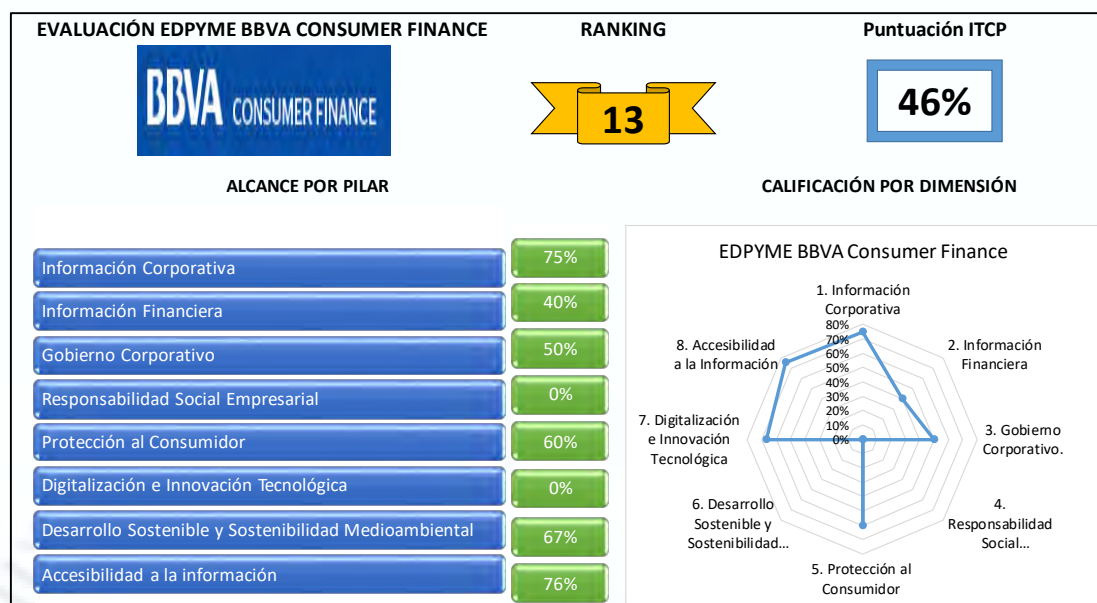 EVALUACIÓN EDPYME BBVA CONSUMER FINANCE
RANKING
Puntuación ITCP
BBVA CONSUMER FINANCE
13
46%
ALCANCE POR PILAR
CALIFICACIÓN POR DIMENSIÓN
Información Corporativa
75%
Información Financiera
40%
Gobierno Corporativo
50%
Responsabilidad Social Empresarial
0%
Protección al Consumidor
60%
Digitalización e Innovación Tecnológica
0%
Desarrollo Sostenible y Sostenibilidad Medioambiental
67%
Accesibilidad a la información
76%
EDPYME BBVA Consumer Finance
1. Información
Corporativa
80%
70%
60%
50%
40%
30%
20%
10%
0%
2. Información
Financiera
3. Gobierno
Corporativo.
4.
Responsabilidad
Social...
5. Protección al
Consumidor
6. Desarrollo
Sostenible y
Sostenibilidad...
7. Digitalización
e Innovación
Tecnológica
8. Accesibilidad
a la Información